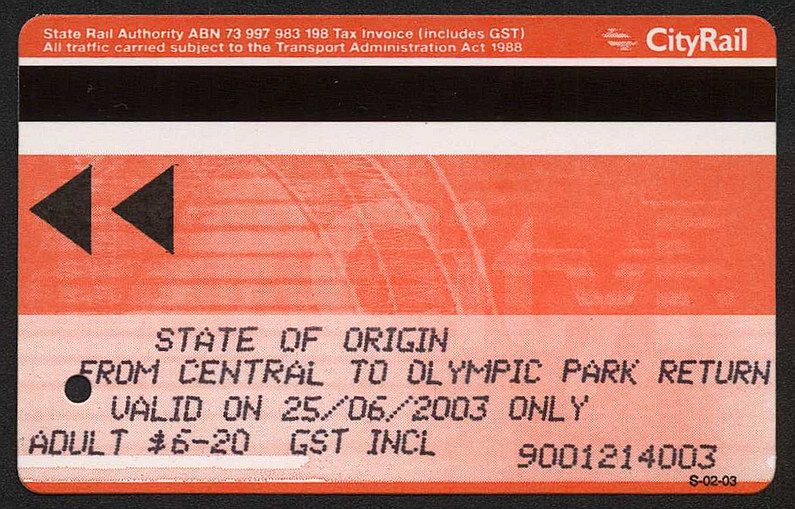 State Rail Authority ABN 73 997 983 198 Tax Invoice (includes GST)
All traffic carried subject to the Transport Administration Act 1988
CityRail
STATE OF ORIGIN
FROM CENTRAL TO OLYMPIC PARK RETURN
VALID ON 25/06/2003 ONLY
ADULT $6-20 GST INCL
9001214003
S-02-03